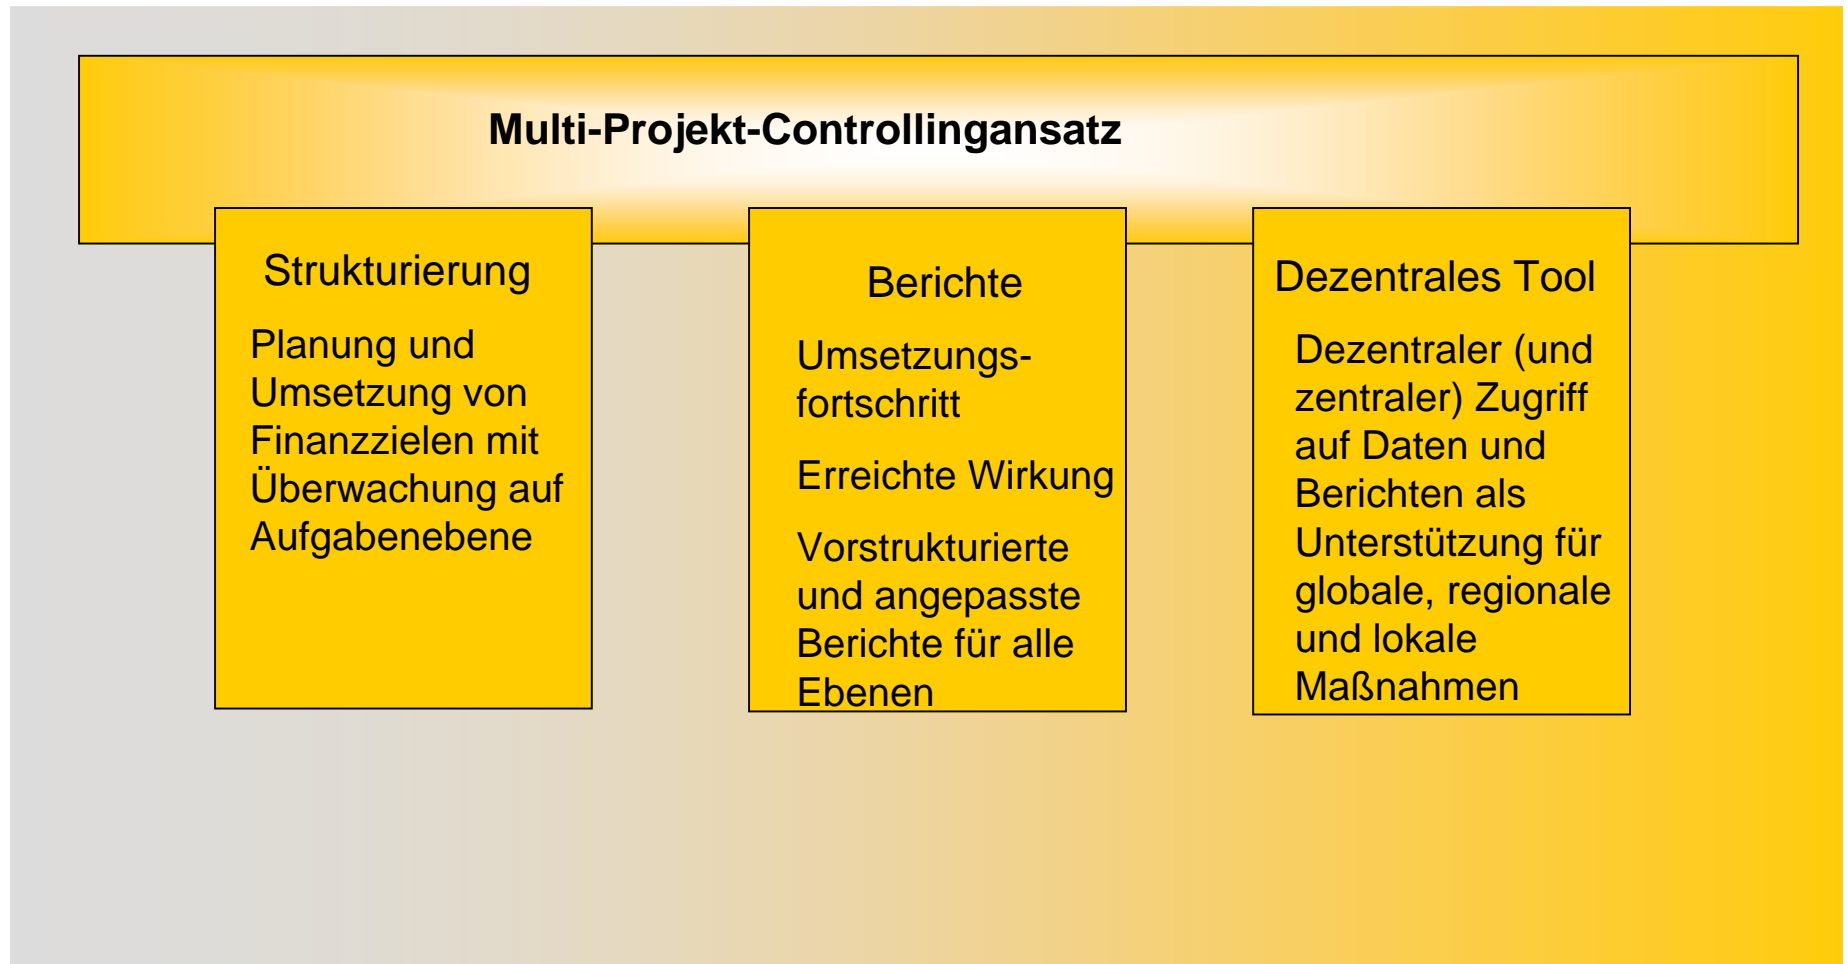 Multi-Projekt-Controllingansatz
Strukturierung
Planung und
Umsetzung von
Finanzzielen mit
Überwachung auf
Aufgabenebene
Berichte
Umsetzungs-
fortschritt
Erreichte Wirkung
Vorstrukturierte
und angepasste
Berichte für alle
Ebenen
Dezentrales Tool
Dezentraler (und
zentraler) Zugriff
auf Daten und
Berichten als
Unterstützung für
globale, regionale
und lokale
Maßnahmen